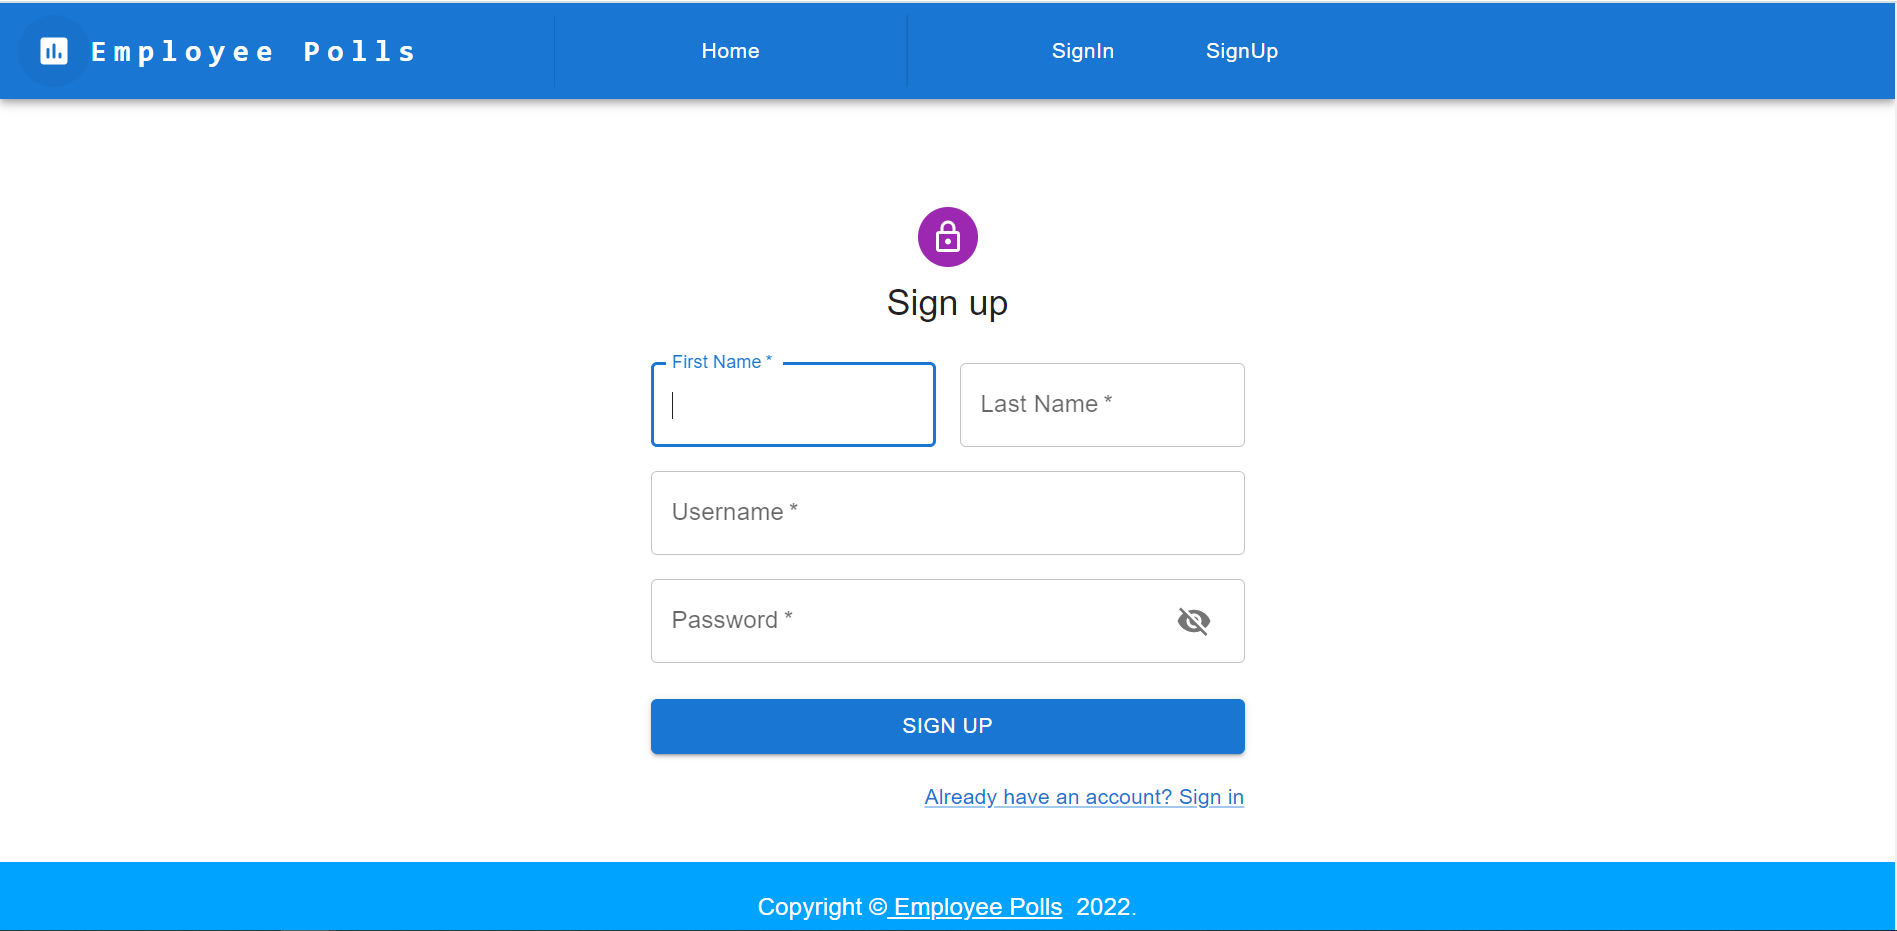 Employee Polls
Home
SignIn
SignUp
Sign up
First Name *
Last Name *
Username *
Password *
SIGN UP
Already have an account? Sign in
Copyright © Employee Polls 2022.